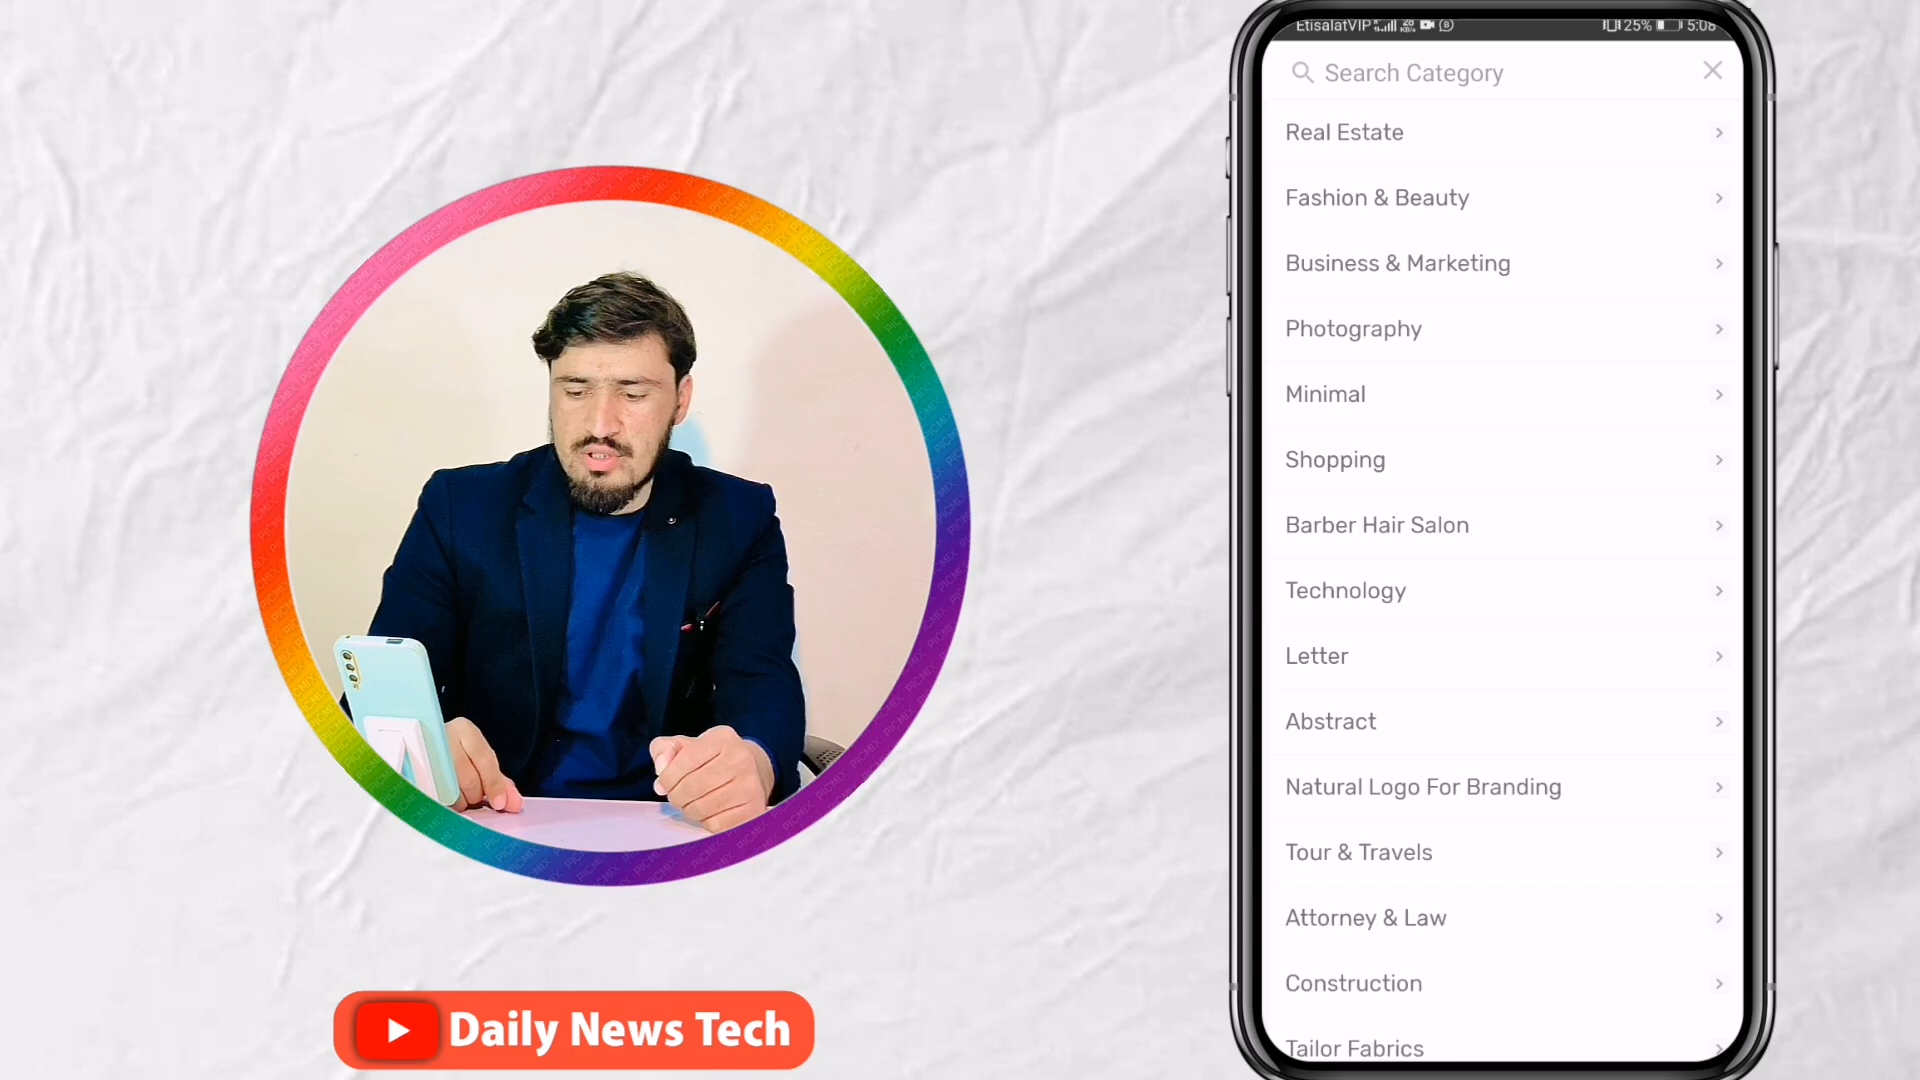 EtisalatVIP
25%
5:08
Search Category
Real Estate
Fashion & Beauty
Business & Marketing
Photography
Minimal
Shopping
Barber Hair Salon
Technology
Letter
Abstract
Natural Logo For Branding
Tour & Travels
Attorney & Law
Construction
Tailor Fabrics
Daily News Tech